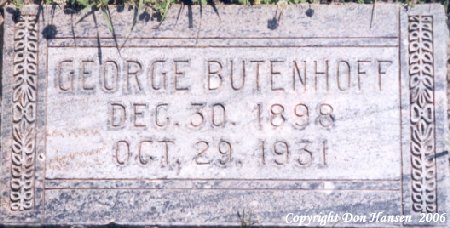 GEORGE BUTENHOFF
DEC. 30. 1898
OCT. 29. 1931
Copyright Don Hansen 2006